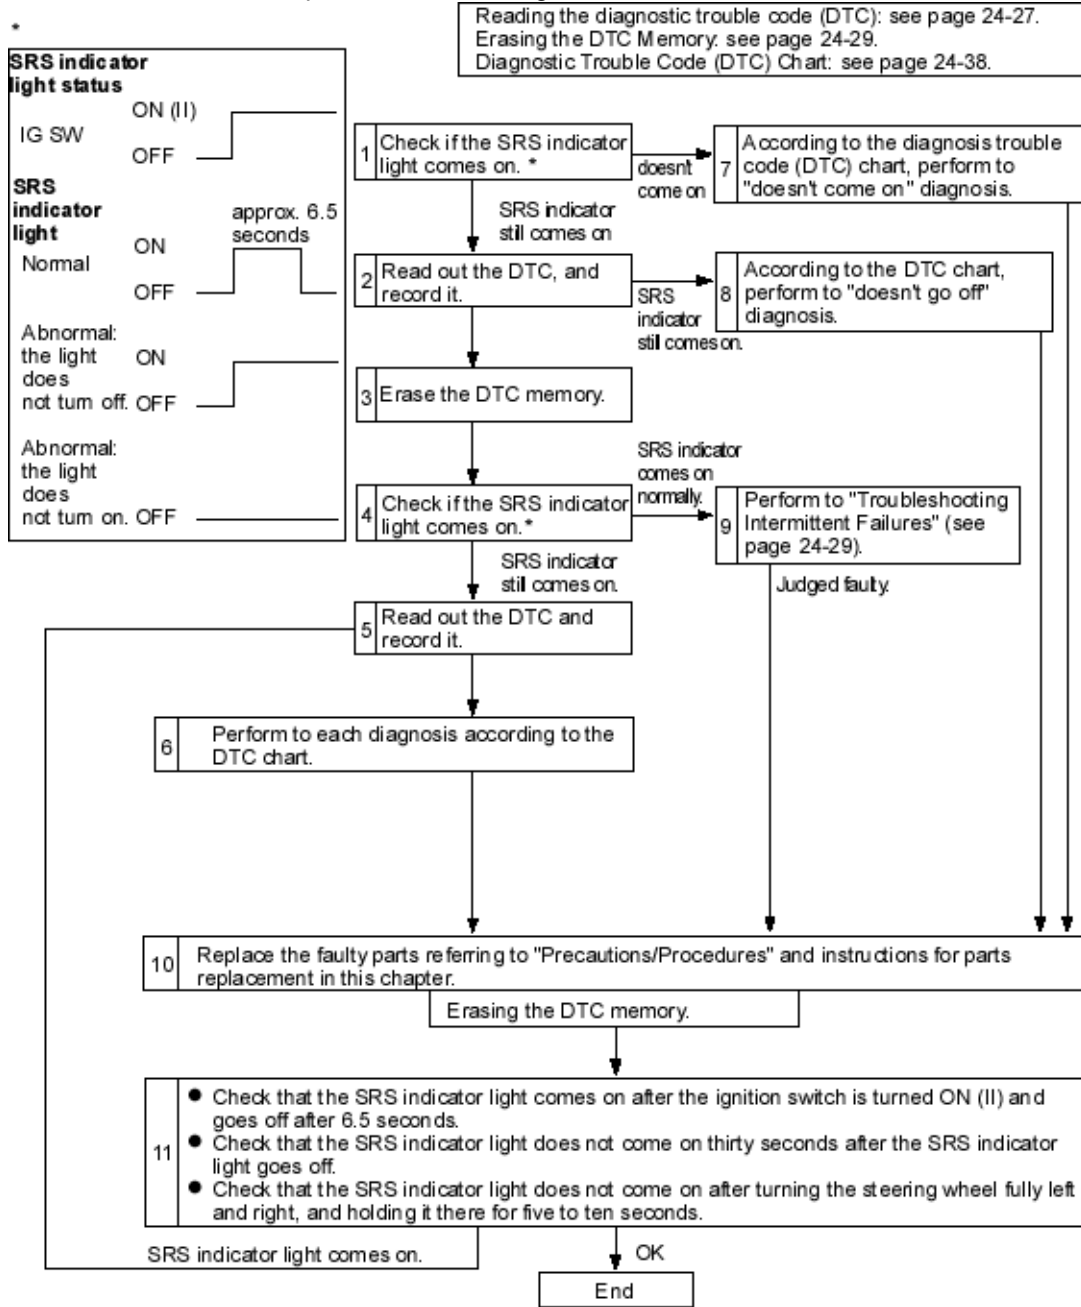 Reading the diagnostic trouble code (DTC): see page 24-27.
Erasing the DTC Memory: see page 24-29.
Diagnostic Trouble Code (DTC) Chart: see page 24-38.
*
SRS indicator
light status
ON (II)
IG SW
OFF
SRS
indicator
light
approx. 6.5
seconds
ON
Normal
OFF
Abnormal:
the light
does
not turn off.
ON
OFF
Abnormal:
the light
does
not turn on. OFF
1
Check if the SRS indicator
light comes on. *
doesn't
come on
7
According to the diagnosis trouble
code (DTC) chart, perform to
"doesn't come on" diagnosis.
SRS indicator
still comes on
2
Read out the DTC, and
record it.
SRS
indicator
still comes on.
8
According to the DTC chart,
perform to "doesn't go off"
diagnosis.
3
Erase the DTC memory.
4
Check if the SRS indicator
light comes on.*
SRS indicator
comes on
normally.
9
Perform to "Troubleshooting
Intermittent Failures" (see
page 24-29).
SRS indicator
still comes on.
Judged faulty.
5
Read out the DTC and
record it.
6
Perform to each diagnosis according to the
DTC chart.
10
Replace the faulty parts referring to "Precautions/Procedures" and instructions for parts
replacement in this chapter.
Erasing the DTC memory.
11
● Check that the SRS indicator light comes on after the ignition switch is turned ON (II) and
goes off after 6.5 seconds.
● Check that the SRS indicator light does not come on thirty seconds after the SRS indicator
light goes off.
● Check that the SRS indicator light does not come on after turning the steering wheel fully left
and right, and holding it there for five to ten seconds.
SRS indicator light comes on.
OK
End